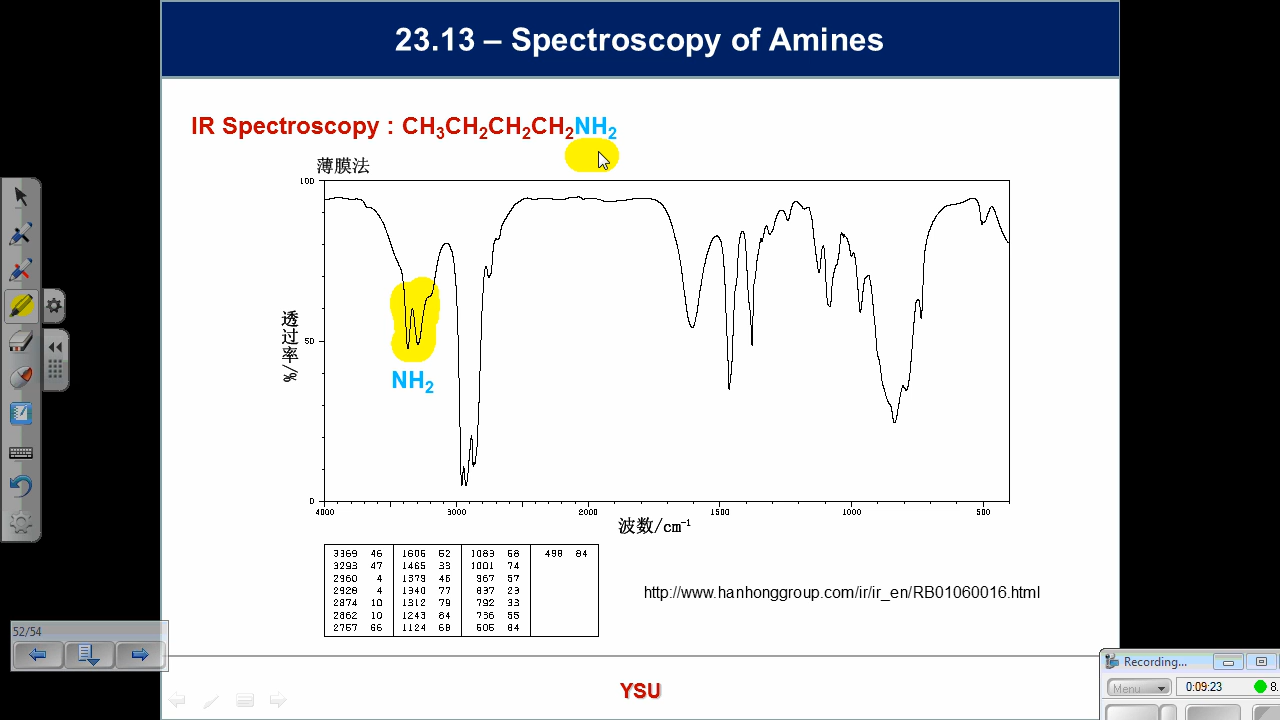 23.13 – Spectroscopy of Amines
IR Spectroscopy : CH₃CH₂CH₂CH₂NH₂
薄膜法
100
50
0
透过率/%
NH₂
4000 3000 2000 1500 1000 500
波数/cm⁻¹
3369 46 1606 52 1083 58 498 84
3293 47 1465 33 1001 74
2960 4 1379 46 967 57
2928 4 1340 77 837 23
2874 10 1312 79 792 33
2862 10 1243 84 736 55
2767 66 1124 68 505 84
http://www.hanhonggroup.com/ir/ir_en/RB01060016.html
52/54
YSU
Recording...
Menu 0:09:23 8